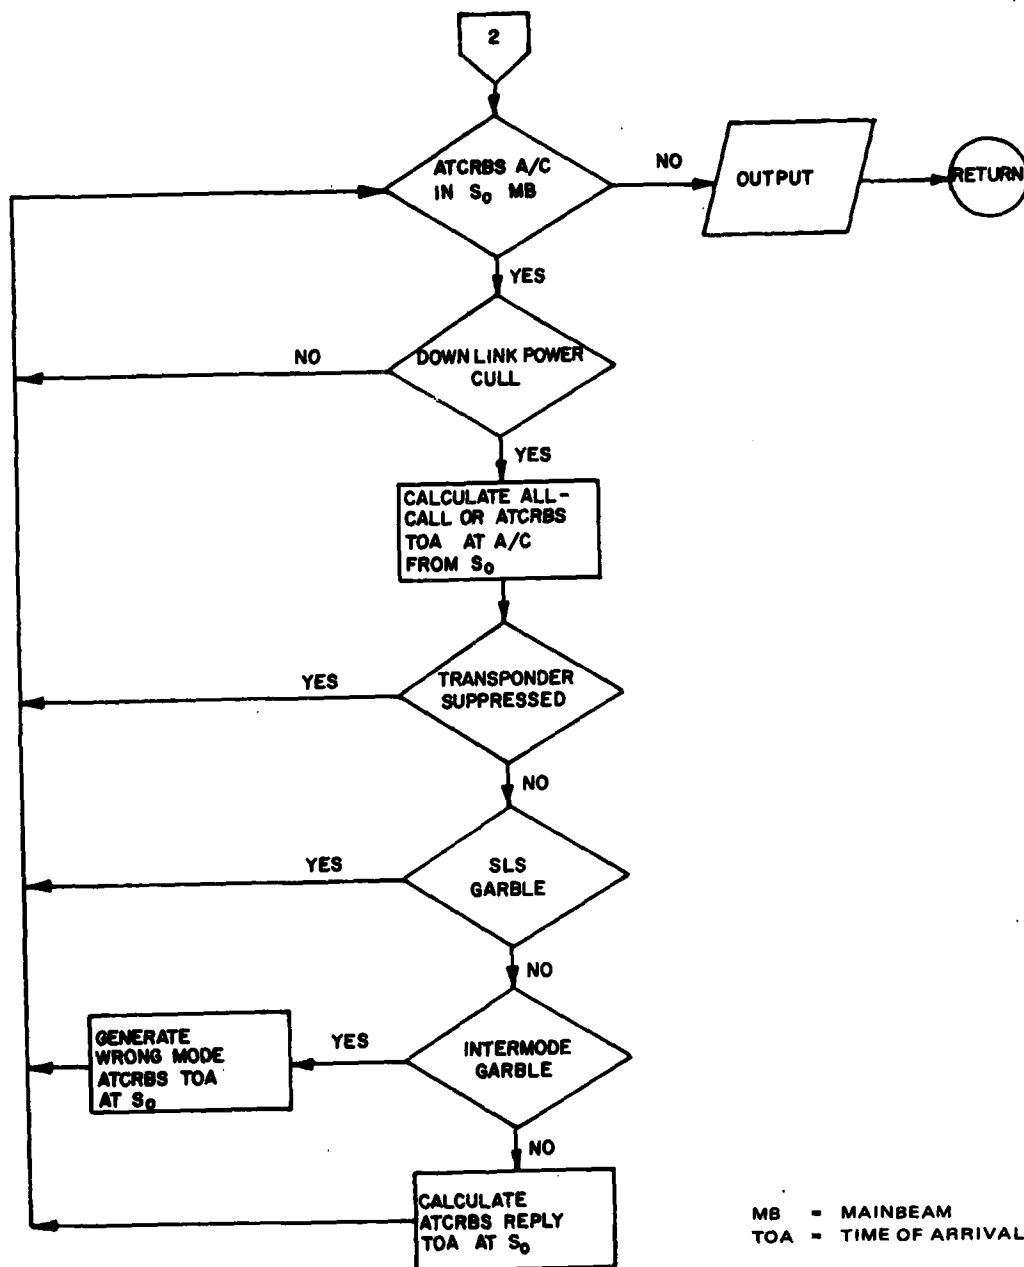 2
ATCRBS A/C
IN S₀ MB
NO
OUTPUT
RETURN
YES
DOWN LINK POWER
CULL
NO
YES
CALCULATE ALL-
CALL OR ATCRBS
TOA AT A/C
FROM S₀
TRANSPONDER
SUPPRESSED
YES
NO
SLS
GARBLE
YES
NO
INTERMODE
GARBLE
YES
GENERATE
WRONG MODE
ATCRBS TOA
AT S₀
NO
CALCULATE
ATCRBS REPLY
TOA AT S₀
MB = MAINBEAM
TOA = TIME OF ARRIVAL